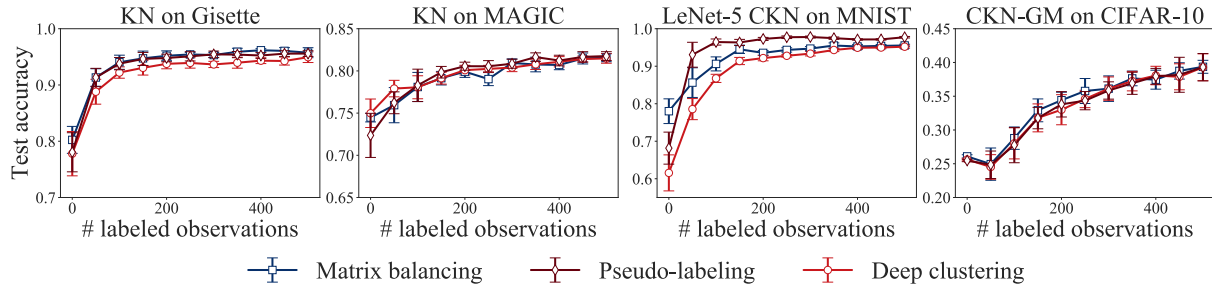 KN on Gisette
KN on MAGIC
LeNet-5 CKN on MNIST
CKN-GM on CIFAR-10
Test accuracy
1.0
0.9
0.8
0.7
0
200
400
# labeled observations
0.85
0.80
0.75
0.70
0.65
0
200
400
# labeled observations
1.0
0.9
0.8
0.7
0.6
0
200
400
# labeled observations
0.45
0.40
0.35
0.30
0.25
0.20
0
200
400
# labeled observations
Matrix balancing
Pseudo-labeling
Deep clustering